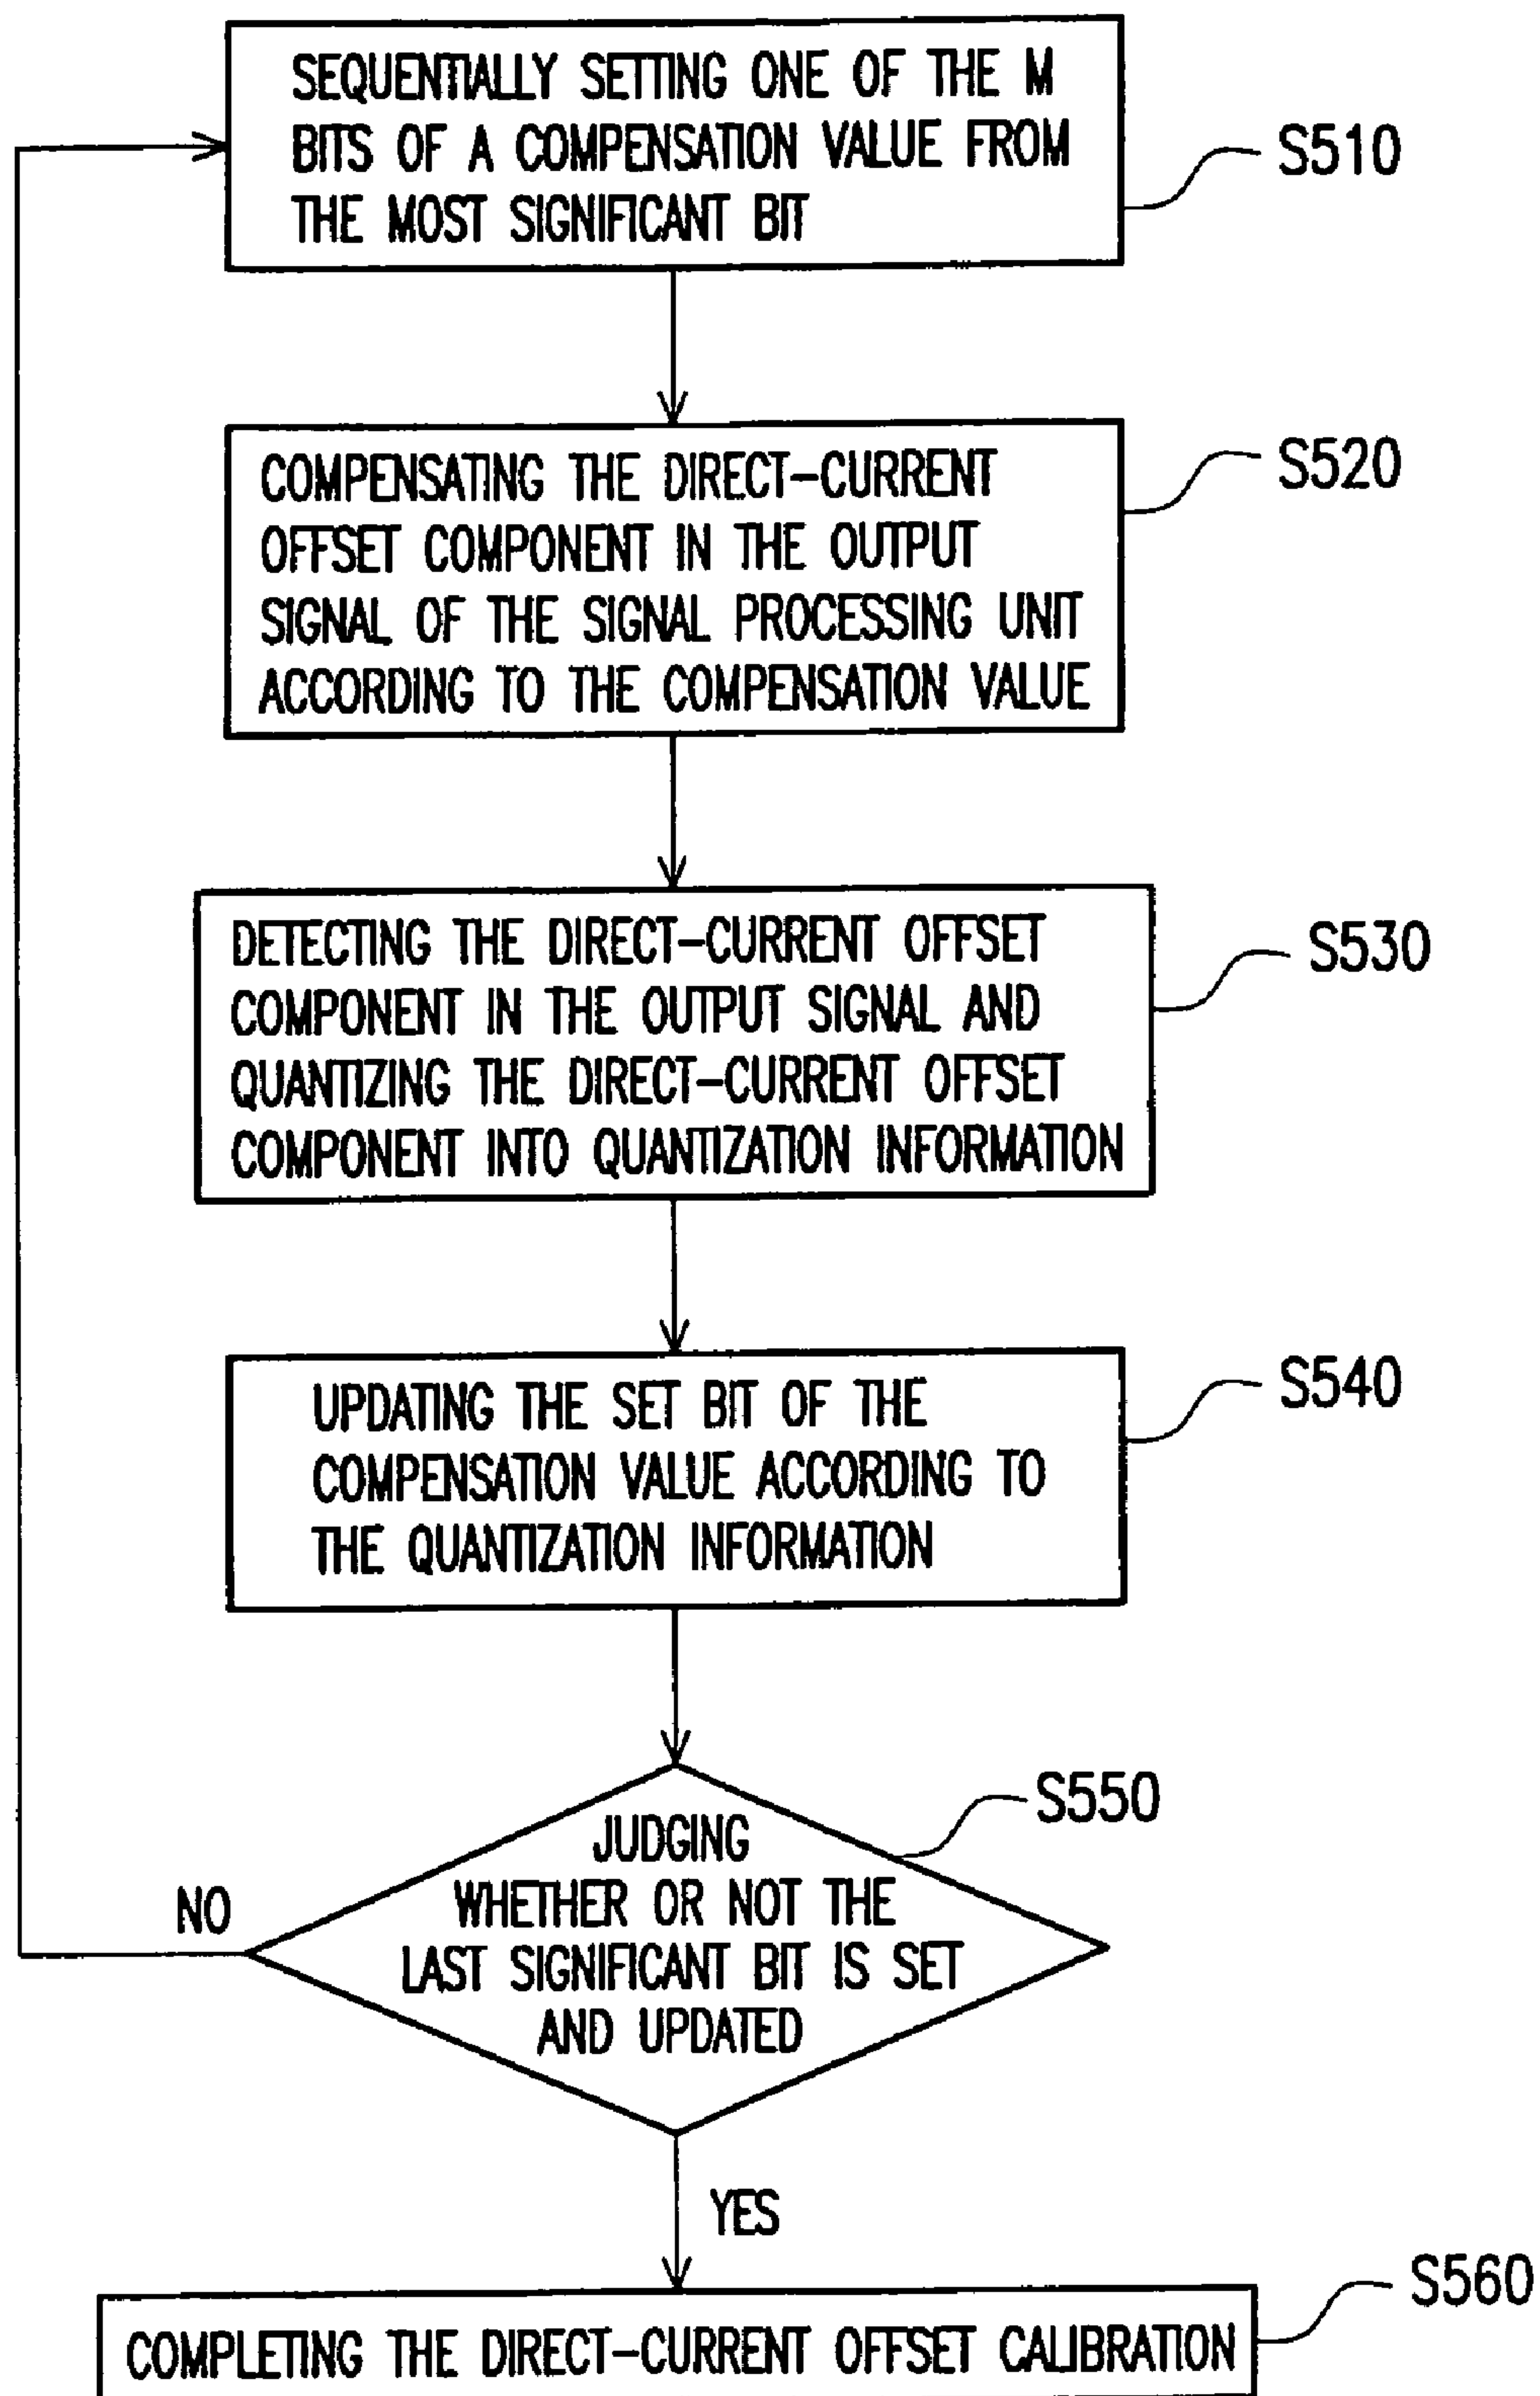 SEQUENTIALLY SETTING ONE OF THE M
BITS OF A COMPENSATION VALUE FROM
THE MOST SIGNIFICANT BIT
S510
COMPENSATING THE DIRECT-CURRENT
OFFSET COMPONENT IN THE OUTPUT
SIGNAL OF THE SIGNAL PROCESSING UNIT
ACCORDING TO THE COMPENSATION VALUE
S520
DETECTING THE DIRECT-CURRENT OFFSET
COMPONENT IN THE OUTPUT SIGNAL AND
QUANTIZING THE DIRECT-CURRENT OFFSET
COMPONENT INTO QUANTIZATION INFORMATION
S530
UPDATING THE SET BIT OF THE
COMPENSATION VALUE ACCORDING TO
THE QUANTIZATION INFORMATION
S540
JUDGING
WHETHER OR NOT THE
LAST SIGNIFICANT BIT IS SET
AND UPDATED
S550
NO
YES
COMPLETING THE DIRECT-CURRENT OFFSET CALIBRATION
S560